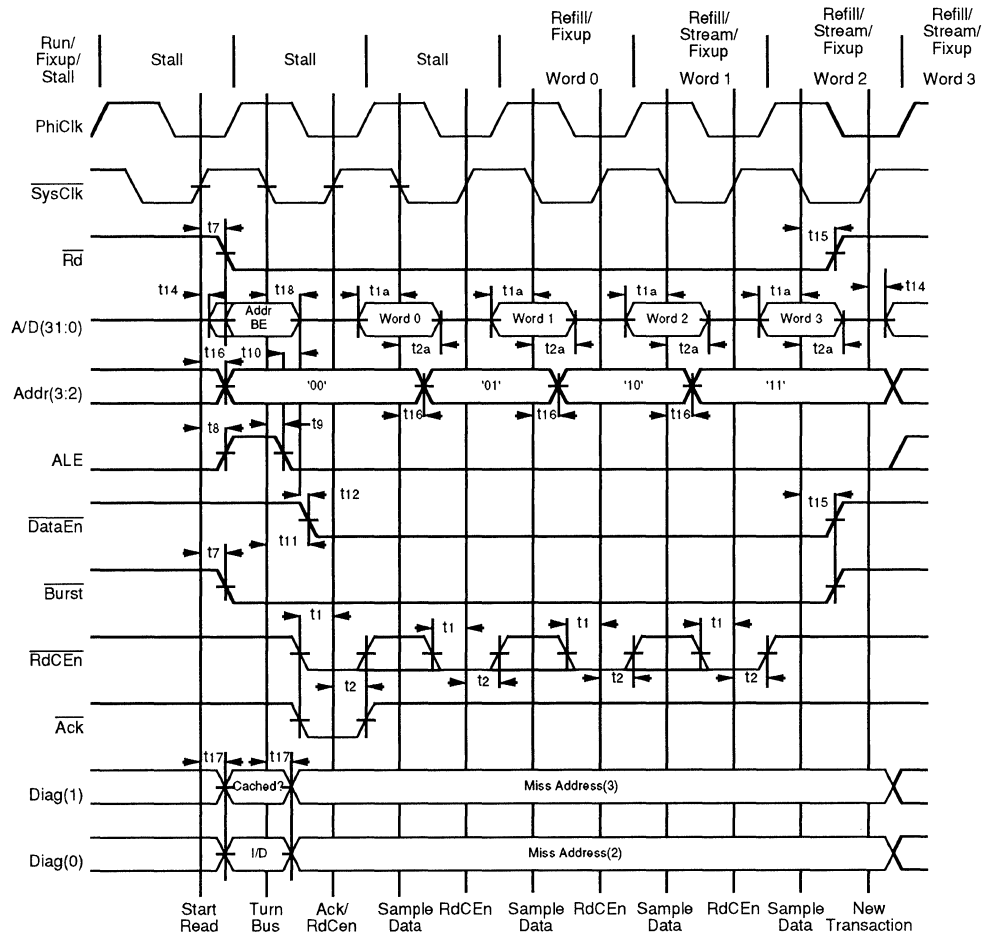 Run/
Fixup/
Stall
Stall
Stall
Stall
Refill/
Fixup
Word 0
Refill/
Stream/
Fixup
Word 1
Refill/
Stream/
Fixup
Word 2
Refill/
Stream/
Fixup
Word 3
PhiClk
SysClk
t7
t15
Rd
t14
t18
t1a
t1a
t1a
t1a
t14
A/D(31:0)
Addr
BE
Word 0
Word 1
Word 2
Word 3
t2a
t2a
t2a
t2a
t16
t10
Addr(3:2)
'00'
'01'
'10'
'11'
t16
t16
t16
t8
t9
ALE
t12
t15
DataEn
t11
t7
Burst
t1
t1
t1
t1
RdCEn
t2
t2
t2
t2
Ack
t17
t17
Diag(1)
Cached?
Miss Address(3)
Diag(0)
I/D
Miss Address(2)
Start
Read
Turn
Bus
Ack/
RdCen
Sample
Data
RdCEn
Sample
Data
RdCEn
Sample
Data
RdCEn
Sample
Data
New
Transaction